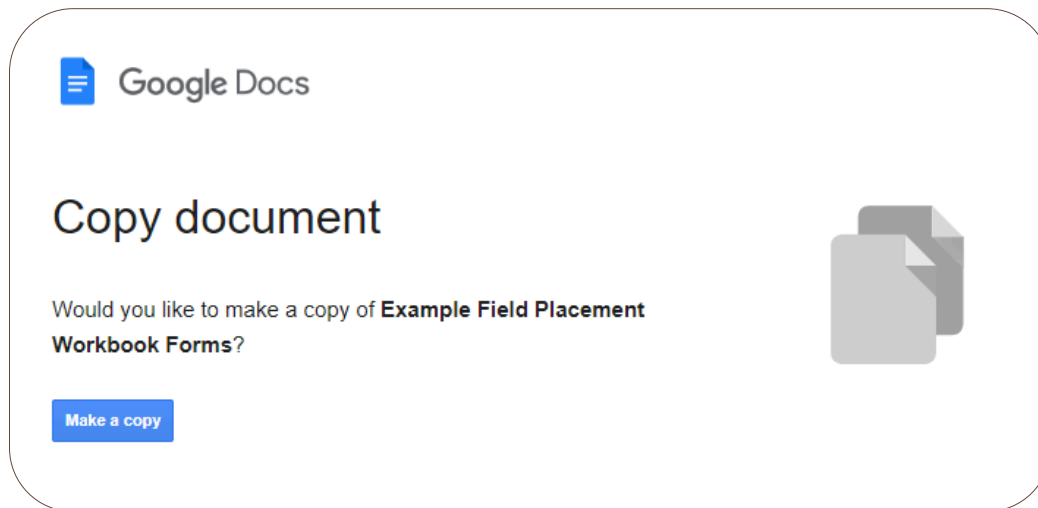 Google Docs
Copy document
Would you like to make a copy of Example Field Placement
Workbook Forms?
Make a copy